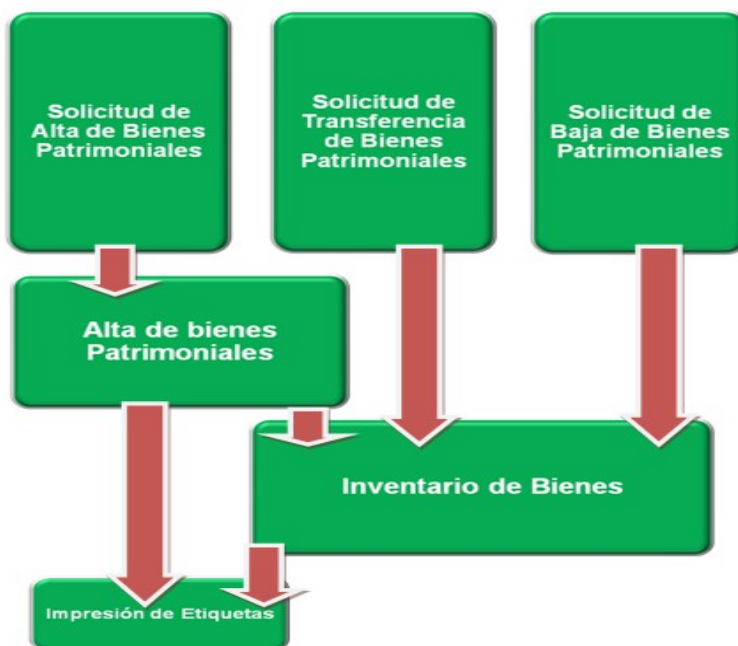 Solicitud de
Alta de Bienes
Patrimoniales
Solicitud de
Transferencia
de Bienes
Patrimoniales
Solicitud de
Baja de Bienes
Patrimoniales
Alta de bienes
Patrimoniales
Inventario de Bienes
Impresión de Etiquetas